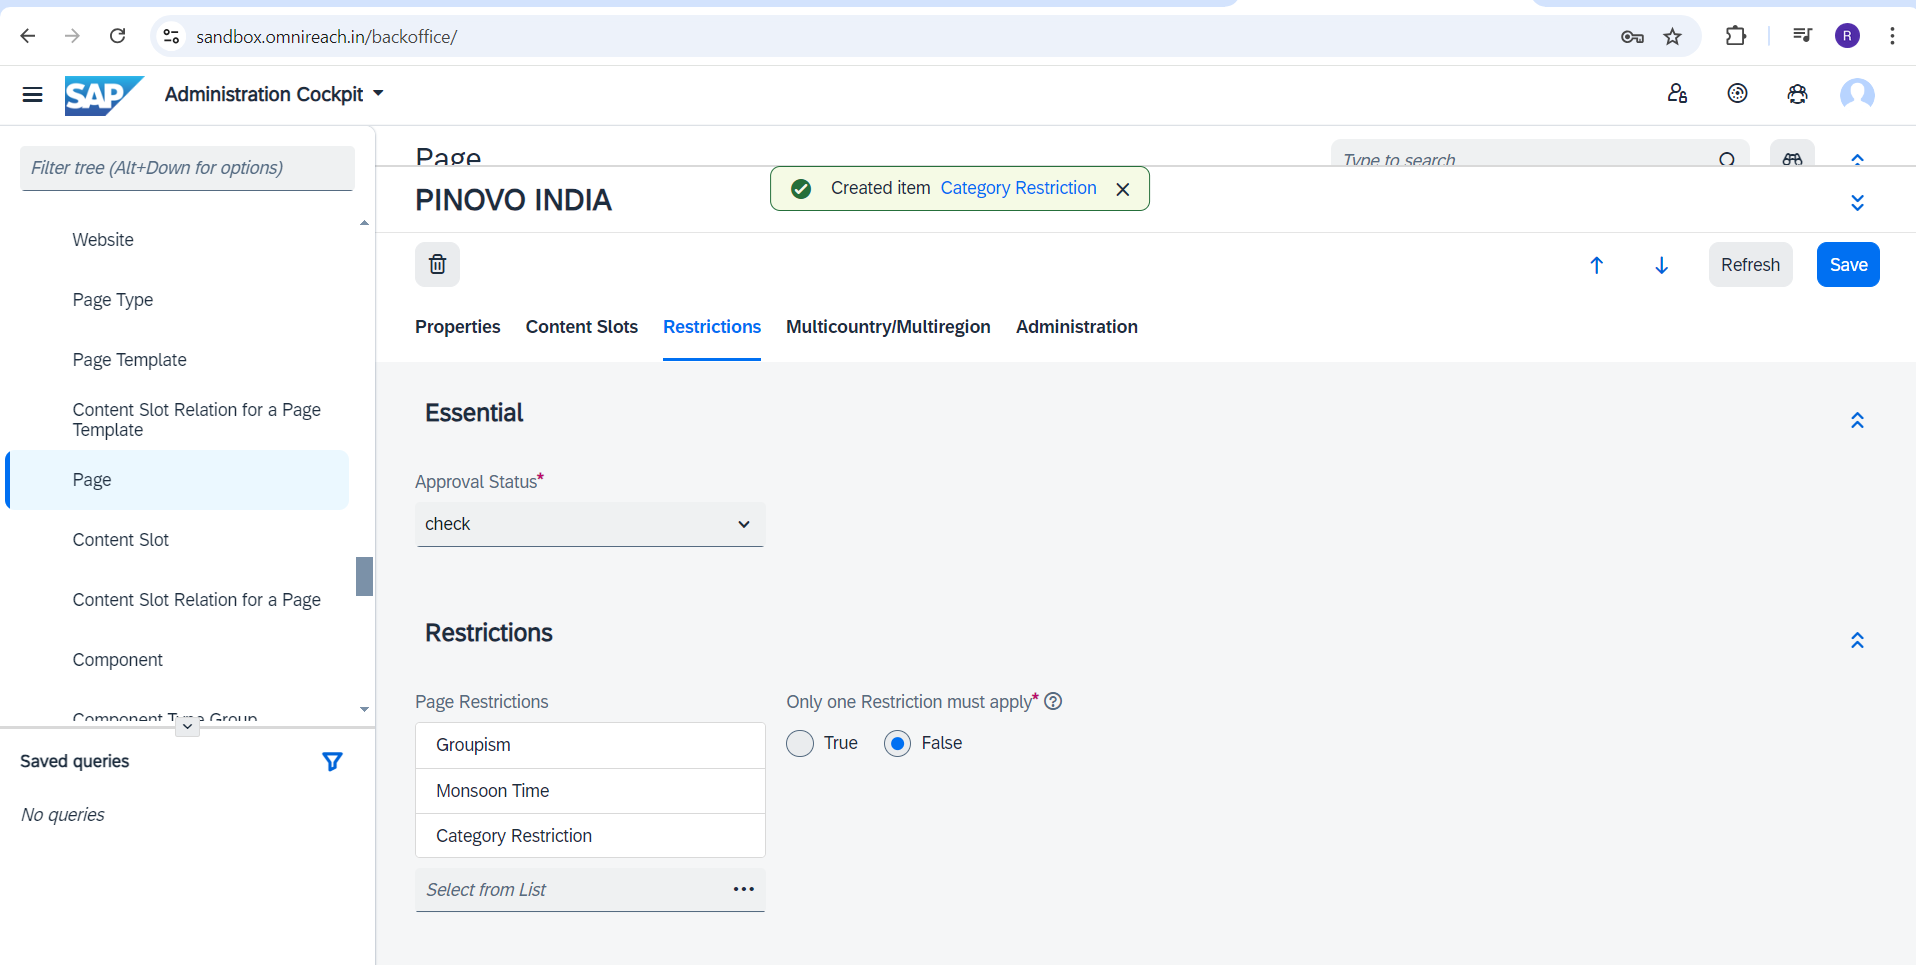 sandbox.omnireach.in/backoffice/
R
SAP
Administration Cockpit
Filter tree (Alt+Down for options)
Website
Page Type
Page Template
Content Slot Relation for a Page
Template
Page
Content Slot
Content Slot Relation for a Page
Component
Component Type Group
Saved queries
No queries
Page
Type to search
PINOVO INDIA
Created item Category Restriction
Refresh
Save
Properties
Content Slots
Restrictions
Multicountry/Multiregion
Administration
Essential
Approval Status*
check
Restrictions
Page Restrictions
Only one Restriction must apply*
Groupism
True
False
Monsoon Time
Category Restriction
Select from List